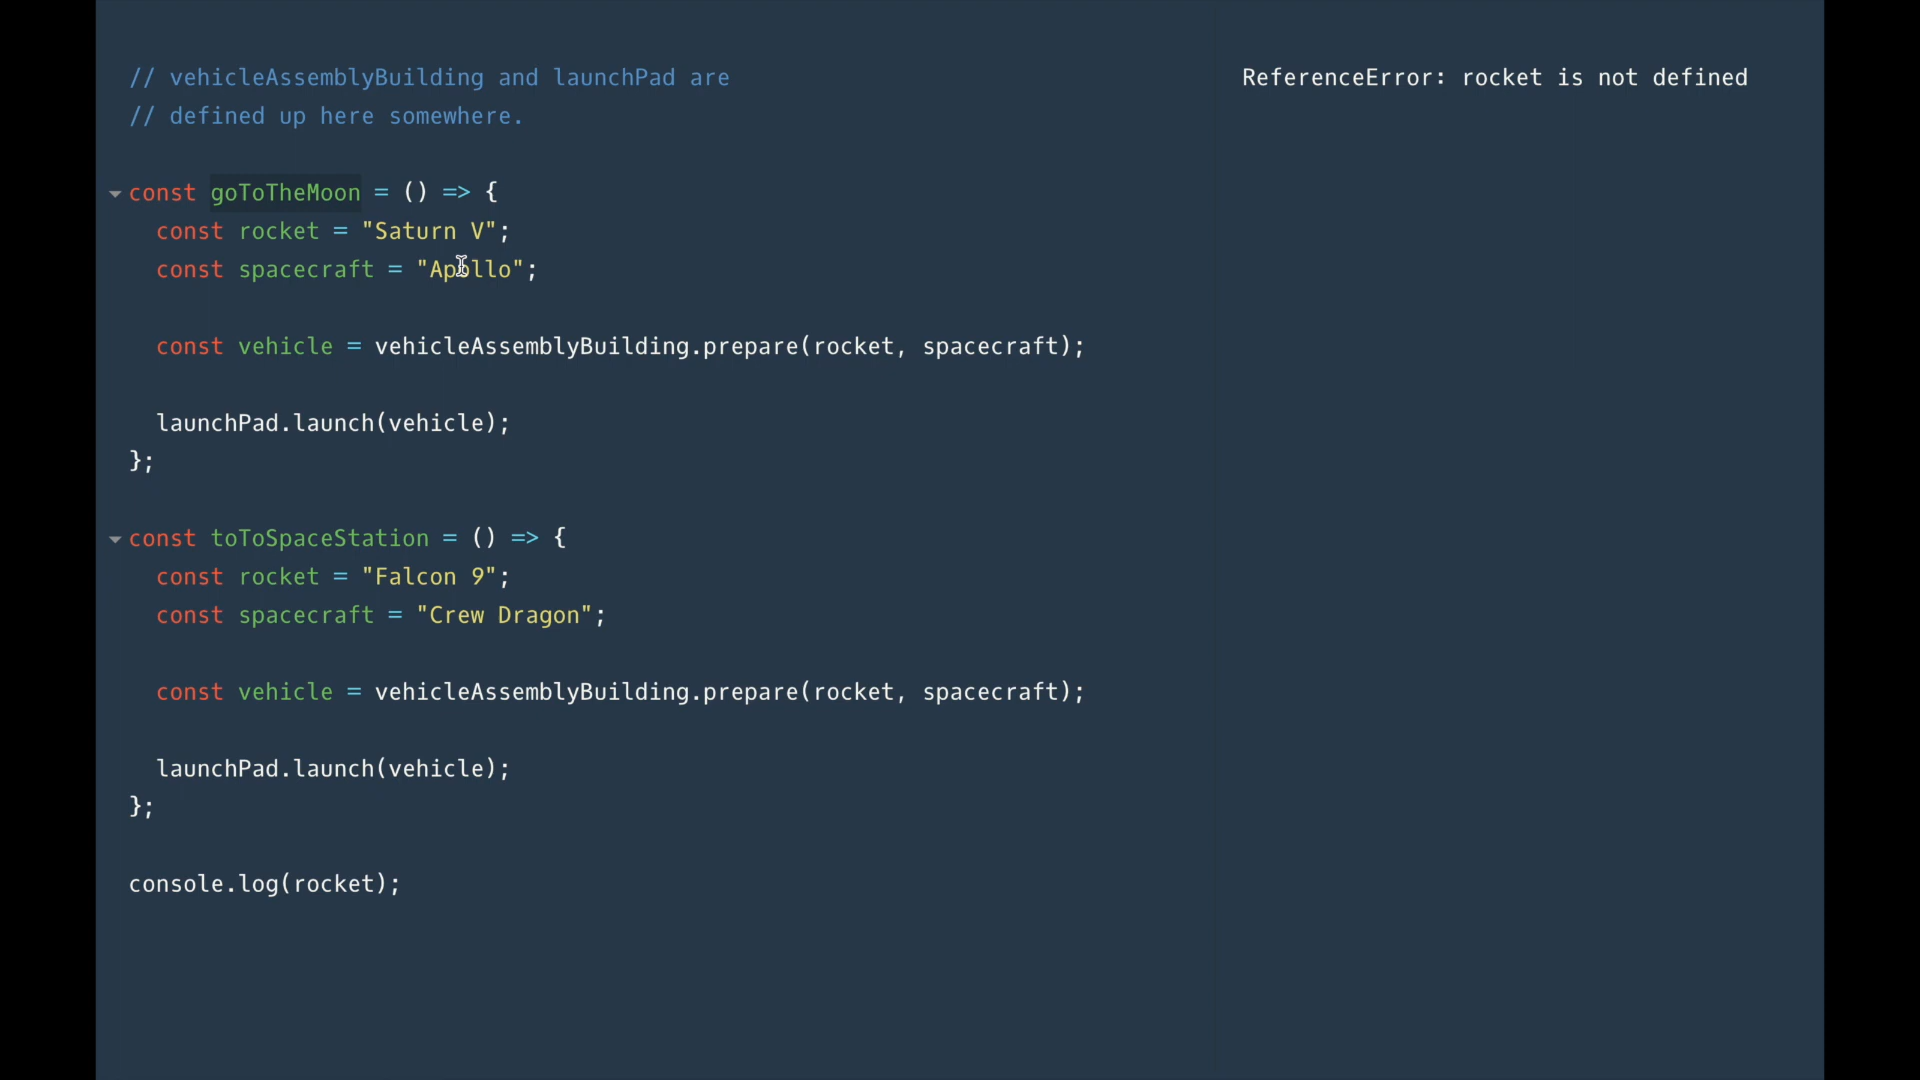 // vehicleAssemblyBuilding and launchPad are
// defined up here somewhere.
const goToTheMoon = () => {
const rocket = "Saturn V";
const spacecraft = "Apollo";
const vehicle = vehicleAssemblyBuilding.prepare(rocket, spacecraft);
launchPad.launch(vehicle);
};
const toToSpaceStation = () => {
const rocket = "Falcon 9";
const spacecraft = "Crew Dragon";
const vehicle = vehicleAssemblyBuilding.prepare(rocket, spacecraft);
launchPad.launch(vehicle);
};
console.log(rocket);
ReferenceError: rocket is not defined